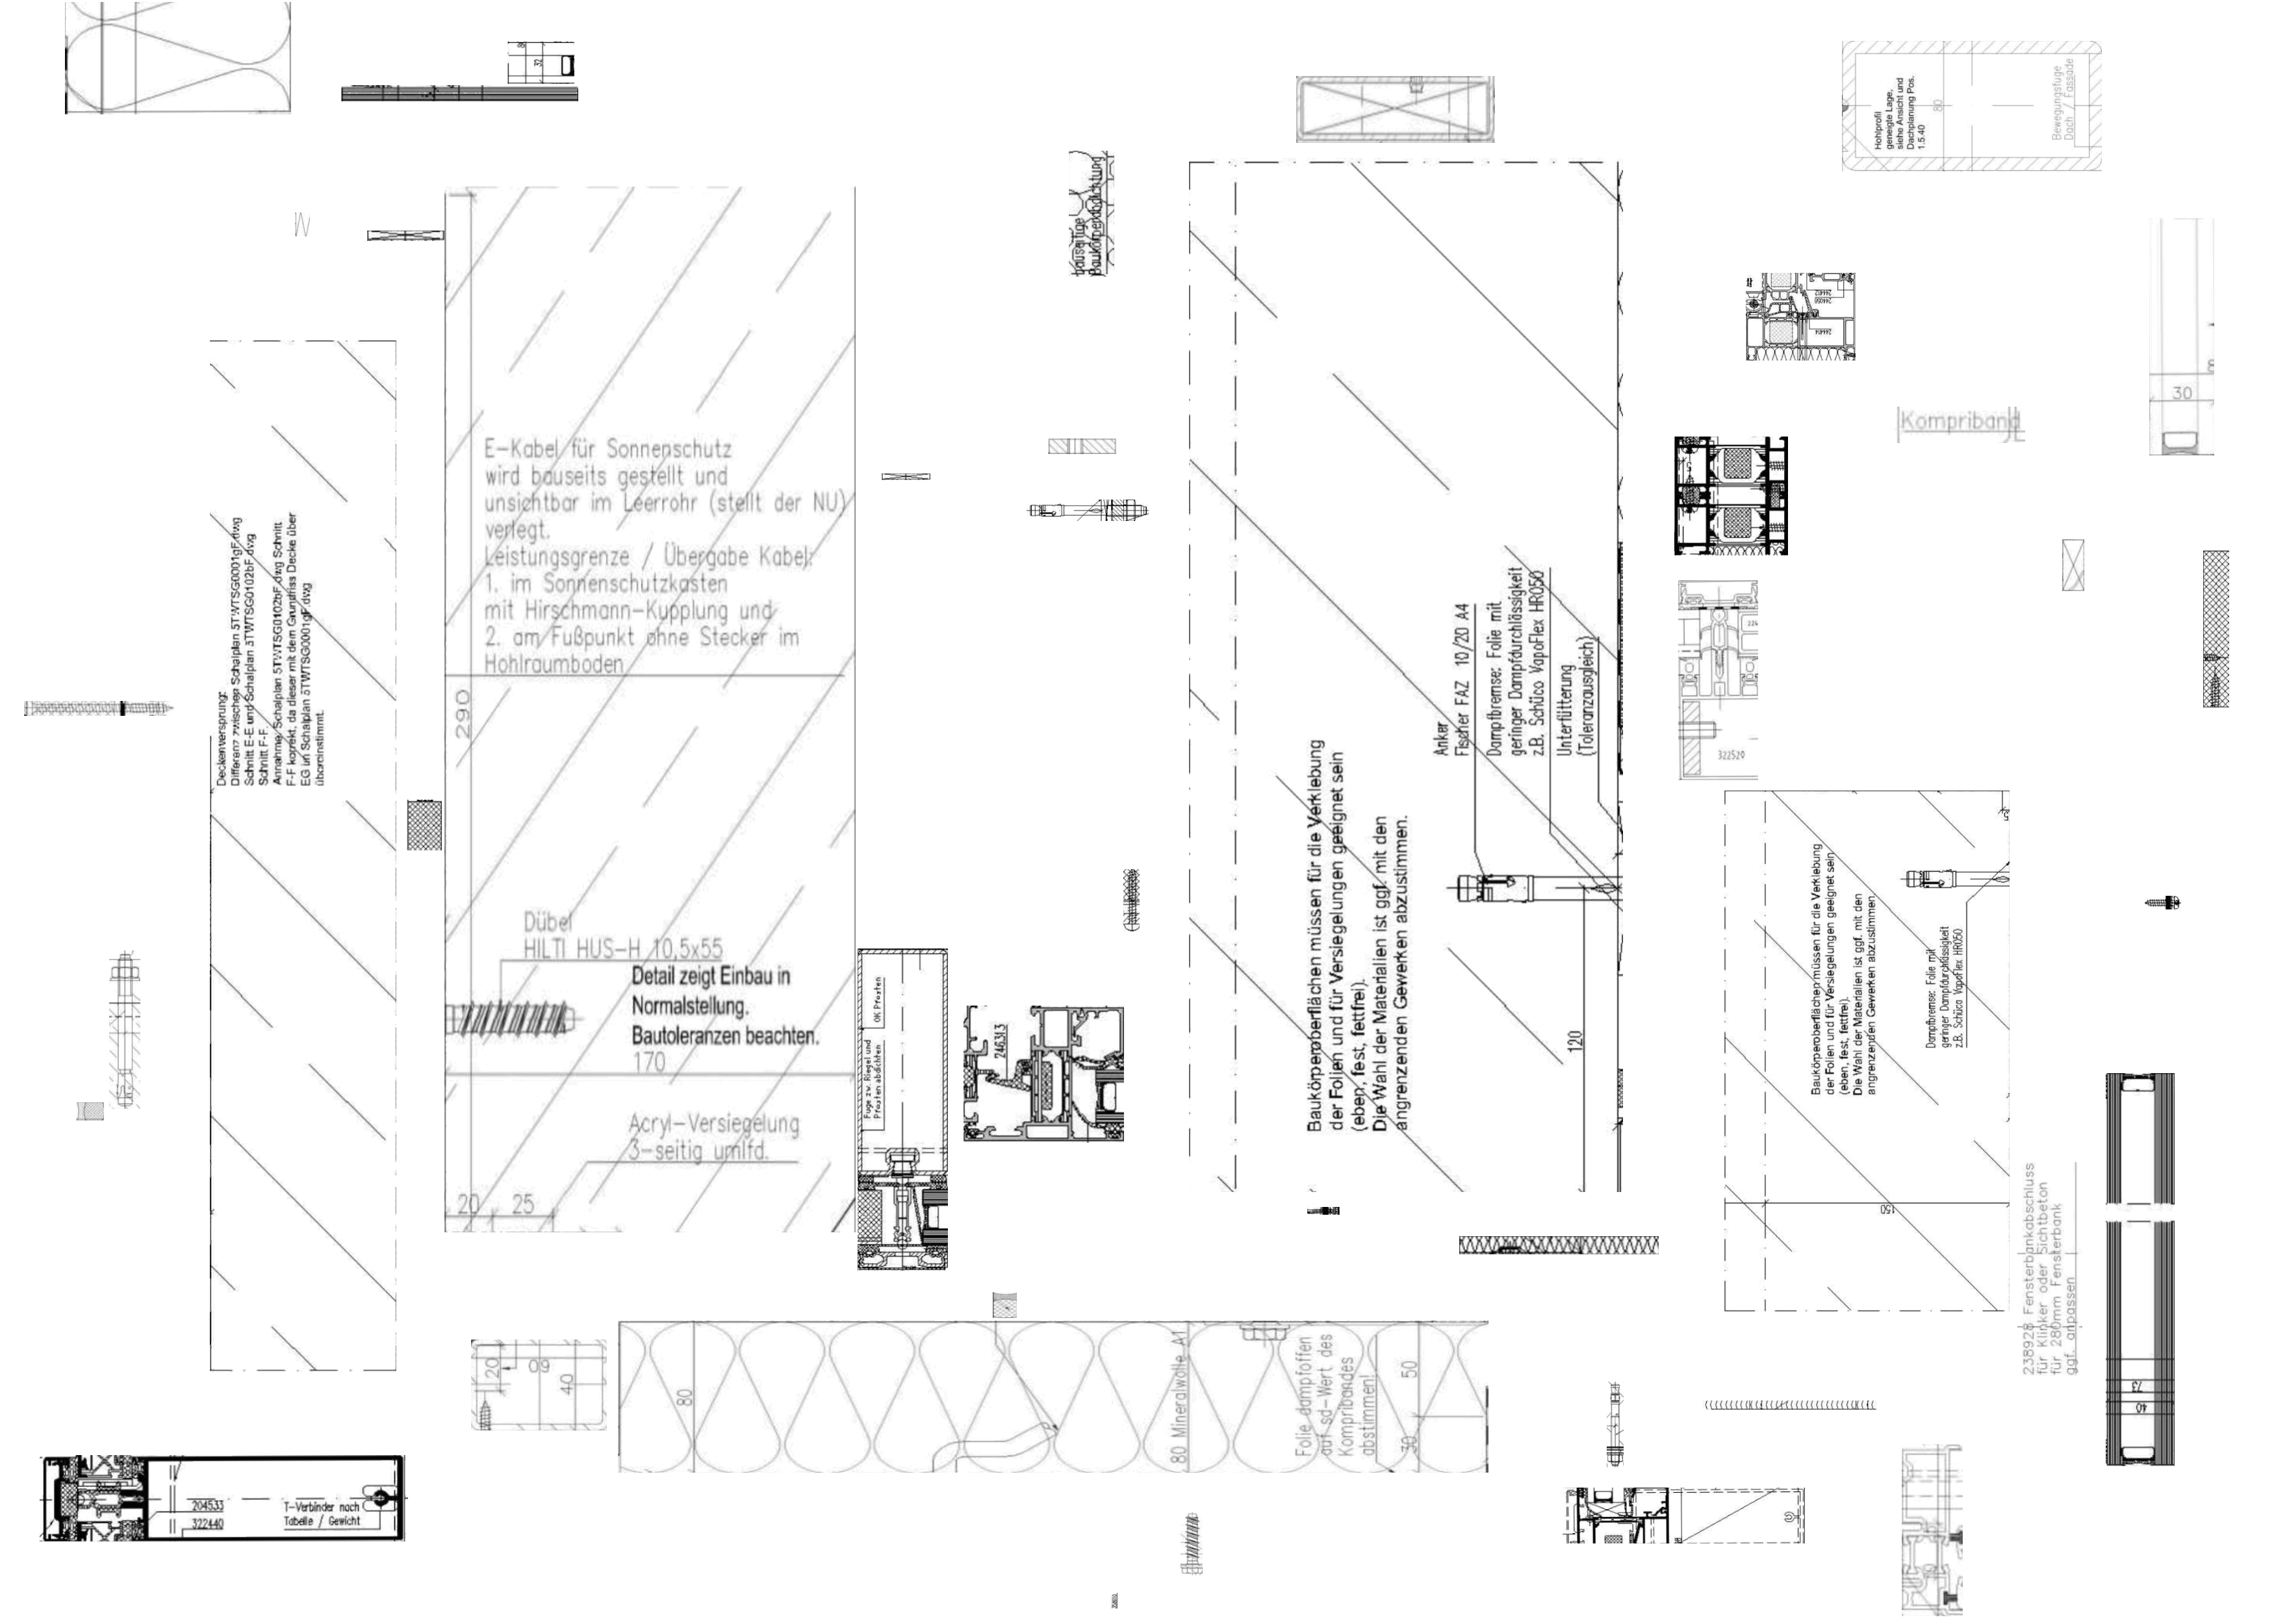 32
Hohlprofil
geneigte Lage,
siehe Ansicht und
Dachplanung Pos.
1.5.40
80
Bewegungsfuge
Dach / Fassade
bauseitige
Baukörperabdichtung
30
Kompriband
E-Kabel für Sonnenschutz
wird bauseits gestellt und
unsichtbar im Leerrohr (stellt der NU)
verlegt.
Leistungsgrenze / Übergabe Kabel:
1. im Sonnenschutzkasten
mit Hirschmann-Kupplung und
2. am Fußpunkt ohne Stecker im
Hohlraumboden
290
Dübel
HILTI HUS-H 10,5x55
Detail zeigt Einbau in
Normalstellung.
Bautoleranzen beachten.
170
Acryl-Versiegelung
3-seitig umlfd.
20
25
Deckenversprung:
Differenz zwischen Schalplan 5TWTSG0001gF.dwg
Schnitt E-E und Schalplan 5TWTSG0102bF.dwg
Schnitt F-F.
Annahme: Schalplan 5TWTSG0102bF.dwg Schnitt
F-F korrekt, da dieser mit dem Grundriss Decke über
EG im Schalplan 5TWTSG0001gF.dwg
übereinstimmt.
OK Pfosten
Fuge zw. Riegel und
Pfosten abdichten
246313
Anker
Fischer FAZ 10/20 A4
Dampfbremse: Folie mit
geringer Dampfdurchlässigkeit
z.B. Schüco VapoFlex HR050
Unterfütterung
(Toleranzausgleich)
Baukörperoberflächen müssen für die Verklebung
der Folien und für Versiegelungen geeignet sein
(eben, fest, fettfrei).
Die Wahl der Materialien ist ggf. mit den
angrenzenden Gewerken abzustimmen.
120
322520
Baukörperoberflächen müssen für die Verklebung
der Folien und für Versiegelungen geeignet sein
(eben, fest, fettfrei).
Die Wahl der Materialien ist ggf. mit den
angrenzenden Gewerken abzustimmen.
Dampfbremse: Folie mit
geringer Dampfdurchlässigkeit
z.B. Schüco VapoFlex HR050
150
238928 Fensterbankabschluss
für Klinker oder Sichtbeton
für 280mm Fensterbank
ggf. anpassen
73
40
20
60
40
80
80 Mineralwolle A1
Folie dampfoffen
auf sd-Wert des
Kompribandes
abstimmen!
50
30
204533
322440
T-Verbinder nach
Tabelle / Gewicht